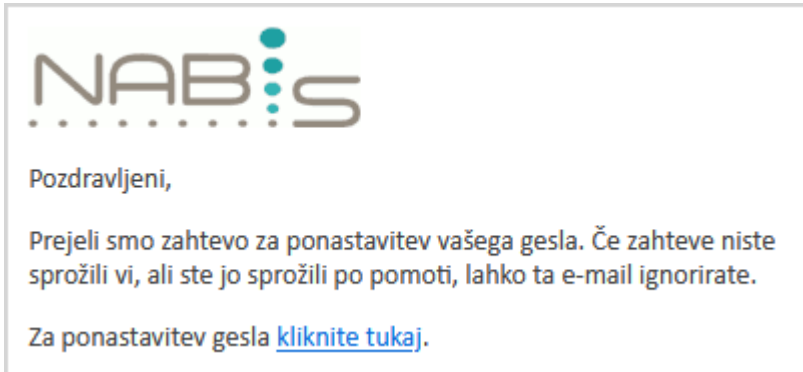 NABIS
Pozdravljeni,
Prejeli smo zahtevo za ponastavitev vašega gesla. Če zahteve niste
sprožili vi, ali ste jo sprožili po pomoti, lahko ta e-mail ignorirate.
Za ponastavitev gesla kliknite tukaj.